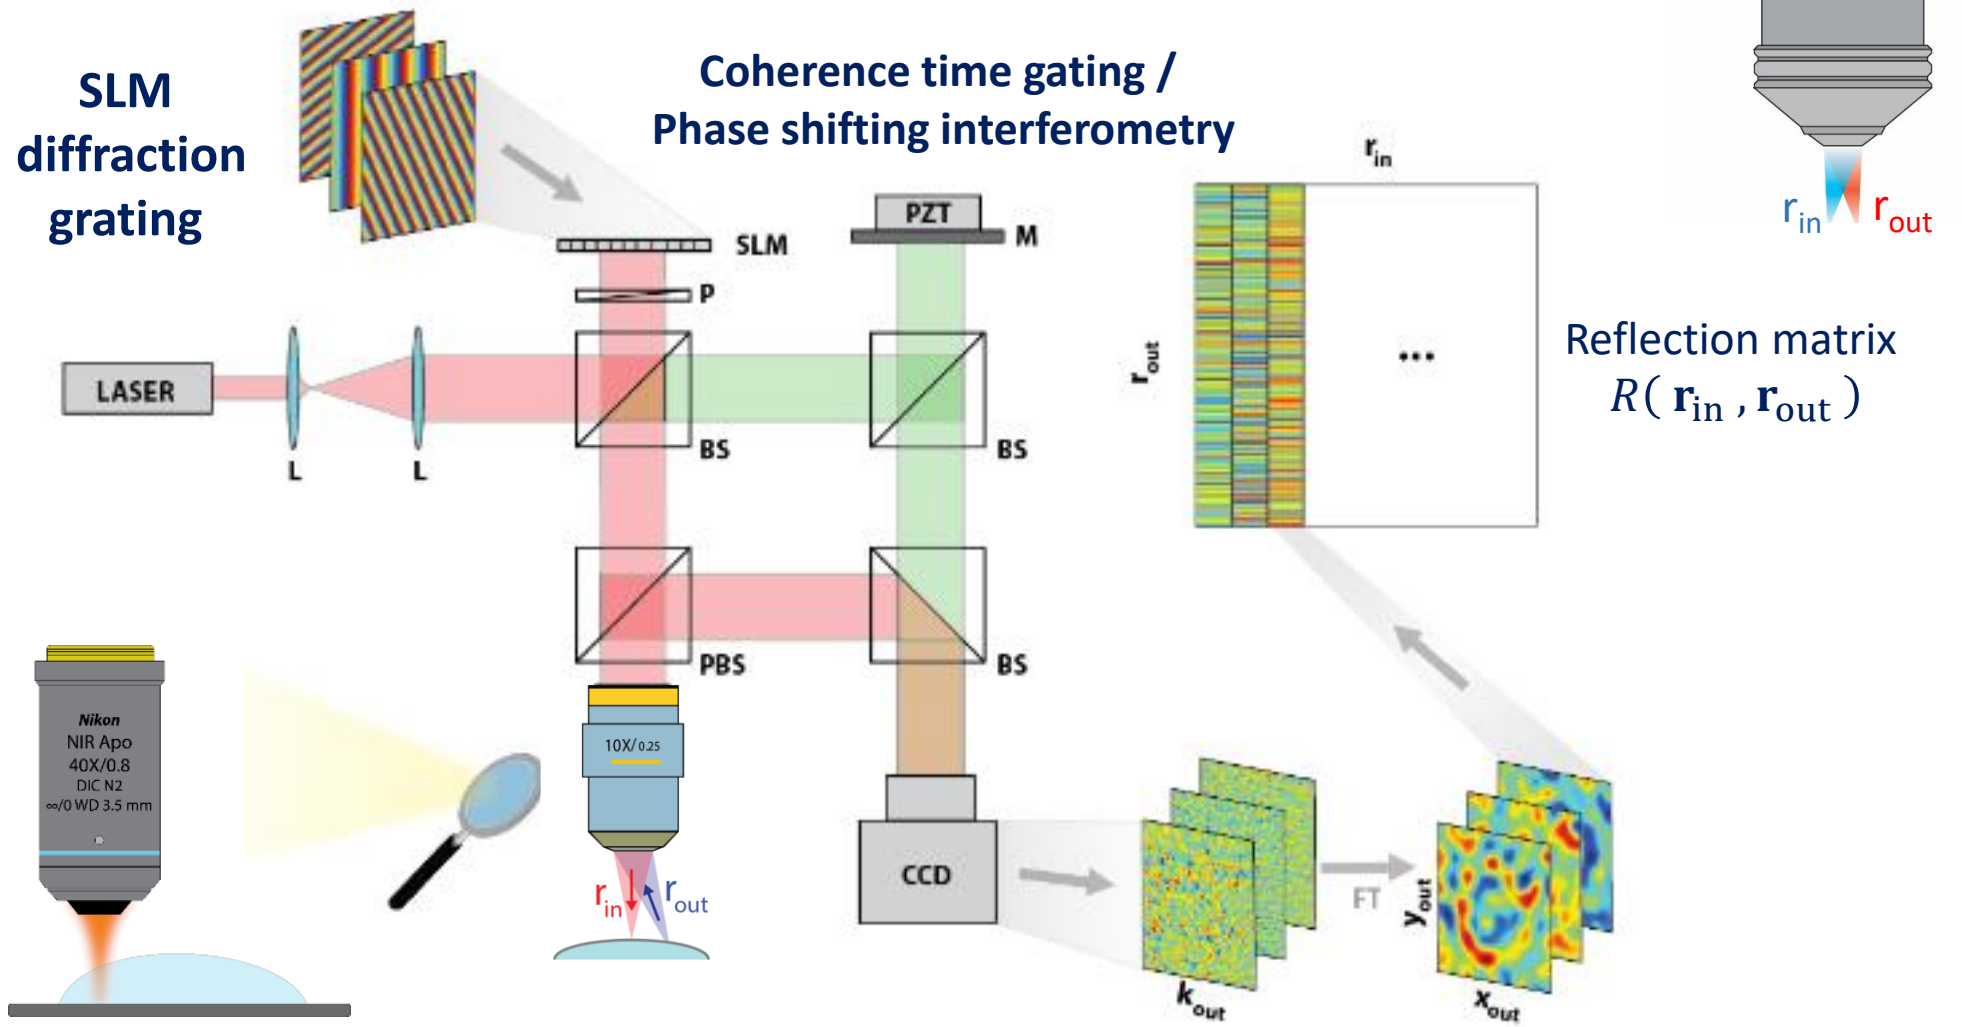 SLM
diffraction
grating
Coherence time gating /
Phase shifting interferometry
r_in
r_in r_out
PZT
M
SLM
P
LASER
L
L
BS
BS
r_out
...
Reflection matrix
R( r_in , r_out )
PBS
BS
Nikon
NIR Apo
40X/0.8
DIC N2
∞/0 WD 3.5 mm
10X/0.25
r_in
r_out
CCD
FT
k_out
y_out
x_out